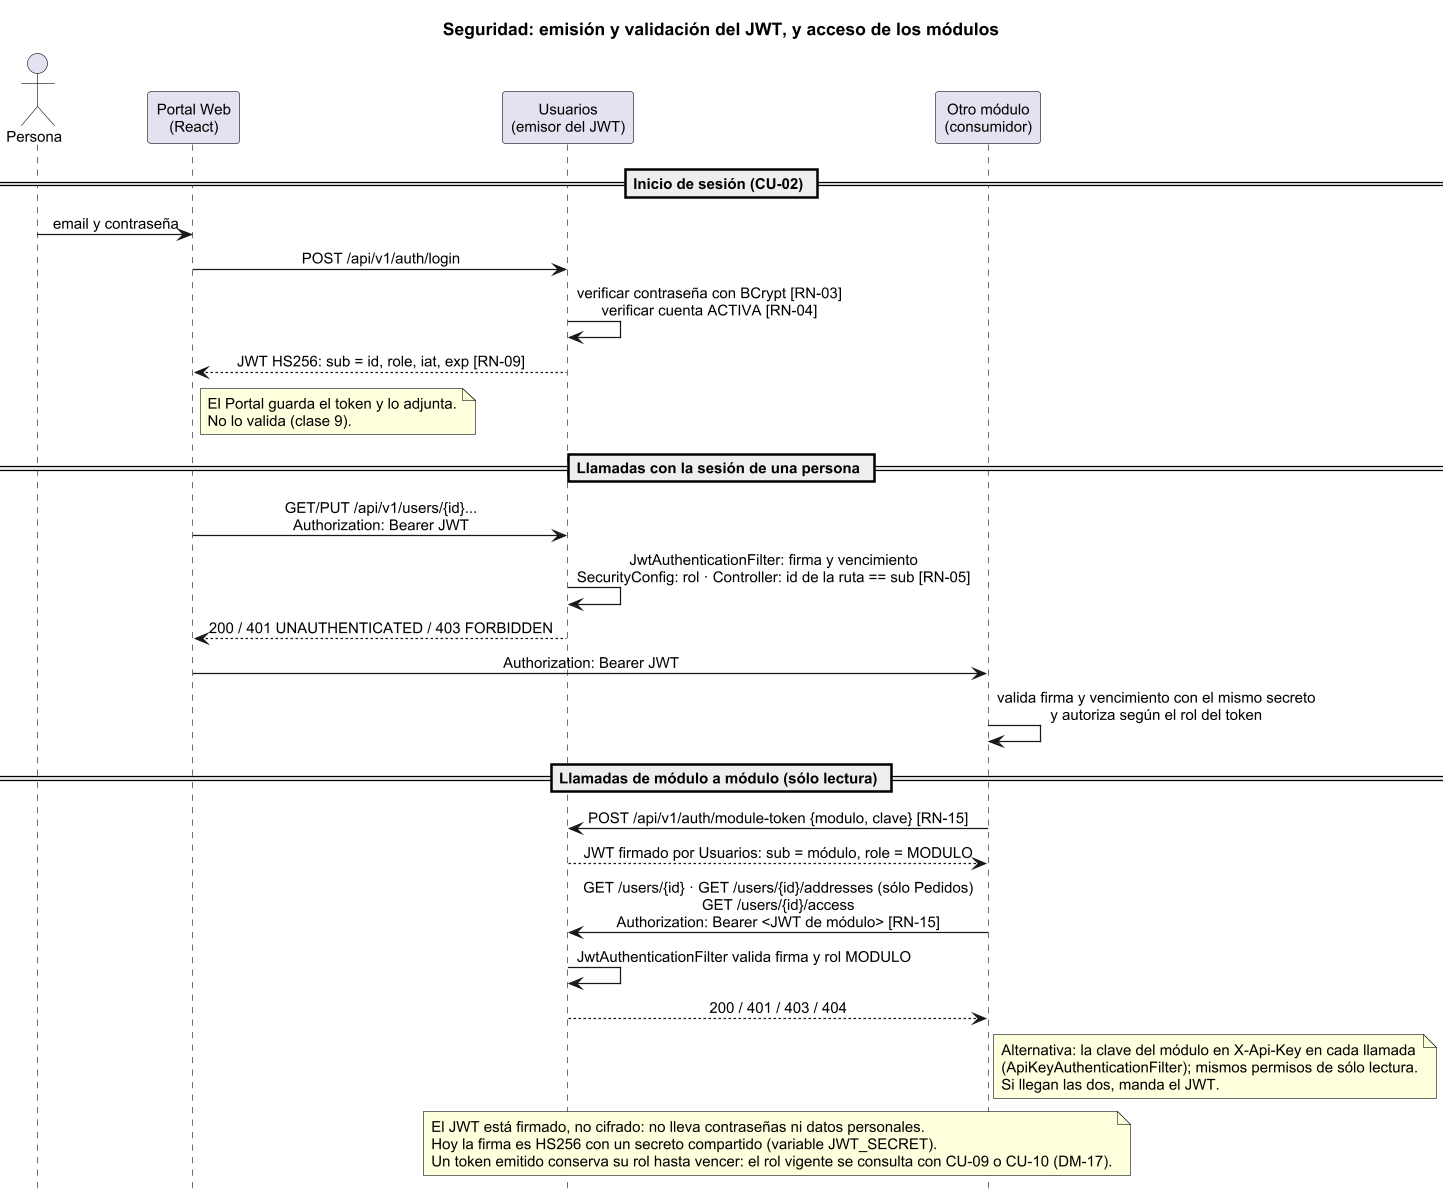 Seguridad: emisión y validación del JWT, y acceso de los módulos
Persona
Portal Web
(React)
Usuarios
(emisor del JWT)
Otro módulo
(consumidor)
Inicio de sesión (CU-02)
email y contraseña
POST /api/v1/auth/login
verificar contraseña con BCrypt [RN-03]
verificar cuenta ACTIVA [RN-04]
JWT HS256: sub = id, role, iat, exp [RN-09]
El Portal guarda el token y lo adjunta.
No lo valida (clase 9).
Llamadas con la sesión de una persona
GET/PUT /api/v1/users/{id}...
Authorization: Bearer JWT
JwtAuthenticationFilter: firma y vencimiento
SecurityConfig: rol · Controller: id de la ruta == sub [RN-05]
200 / 401 UNAUTHENTICATED / 403 FORBIDDEN
Authorization: Bearer JWT
valida firma y vencimiento con el mismo secreto
y autoriza según el rol del token
Llamadas de módulo a módulo (sólo lectura)
POST /api/v1/auth/module-token {modulo, clave} [RN-15]
JWT firmado por Usuarios: sub = módulo, role = MODULO
GET /users/{id} · GET /users/{id}/addresses (sólo Pedidos)
GET /users/{id}/access
Authorization: Bearer <JWT de módulo> [RN-15]
JwtAuthenticationFilter valida firma y rol MODULO
200 / 401 / 403 / 404
Alternativa: la clave del módulo en X-Api-Key en cada llamada
(ApiKeyAuthenticationFilter); mismos permisos de sólo lectura.
Si llegan las dos, manda el JWT.
El JWT está firmado, no cifrado: no lleva contraseñas ni datos personales.
Hoy la firma es HS256 con un secreto compartido (variable JWT_SECRET).
Un token emitido conserva su rol hasta vencer: el rol vigente se consulta con CU-09 o CU-10 (DM-17).